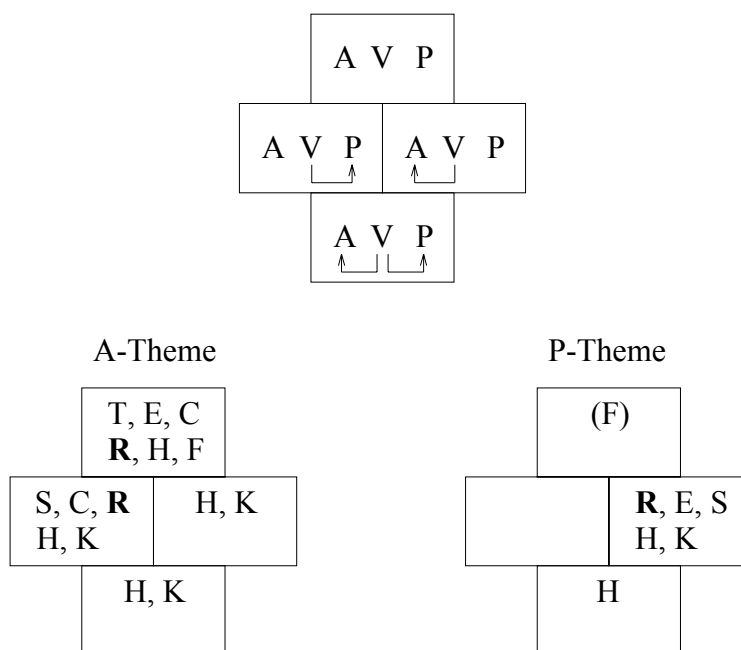 A V P
A V P A V P
A V P
A-Theme P-Theme
T, E, C (F)
R, H, F
S, C, R H, K R, E, S
H, K H, K
H, K H